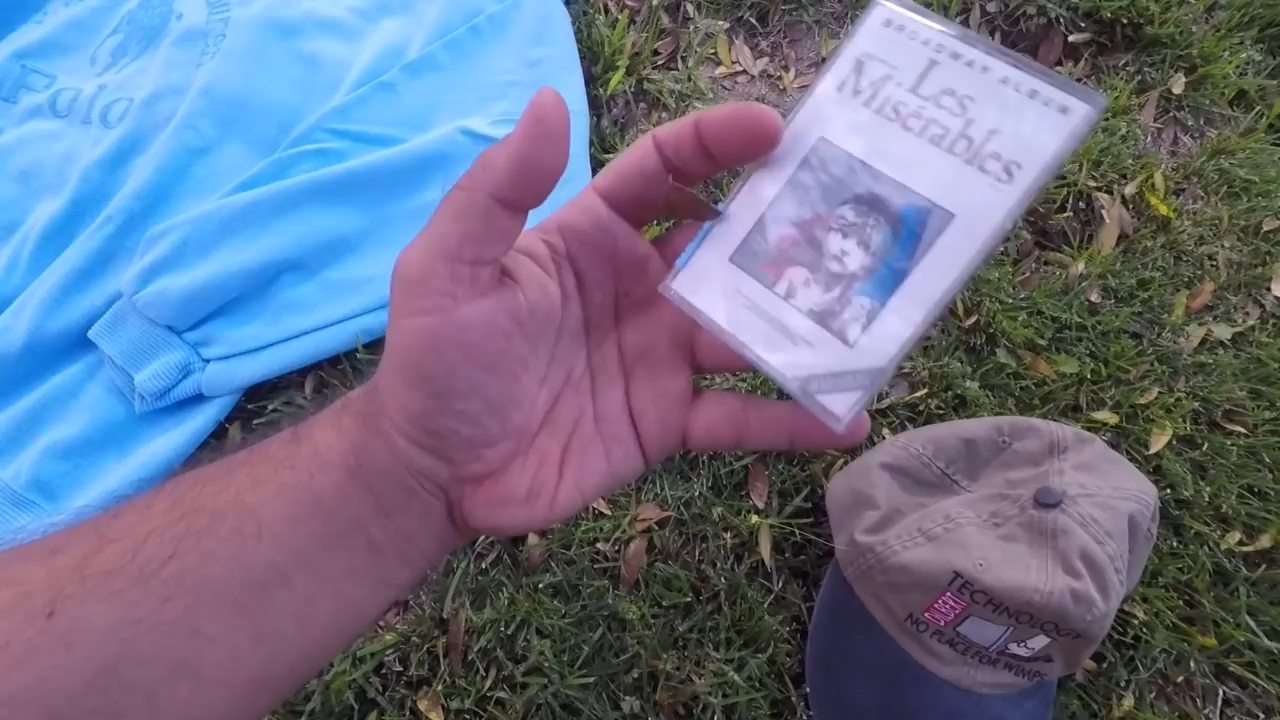 Polo
BROADWAY ALBUM
Les
Misérables
TECHNOLOGY
DILBERT
NO PLACE FOR WIMPS